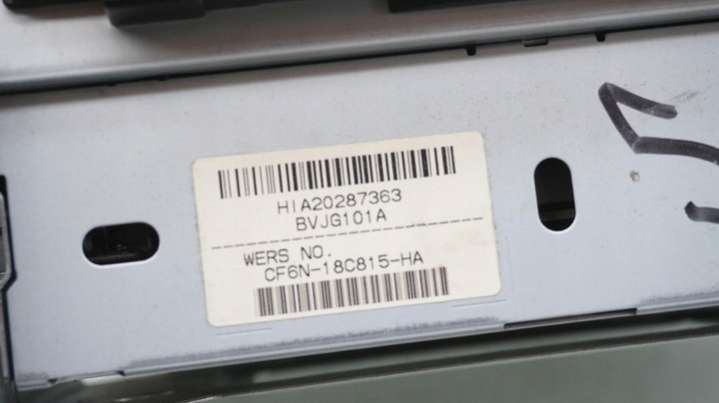 HIA20287363
BVJG101A
WERS NO.
CF6N-18C815-HA